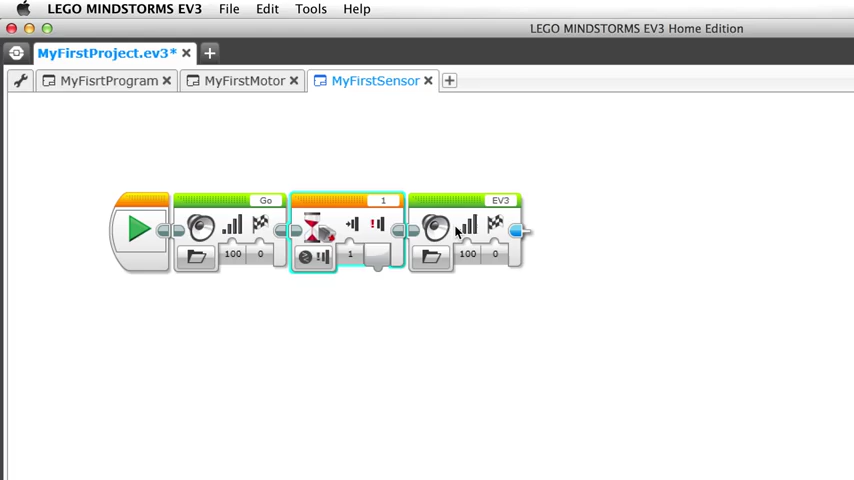 LEGO MINDSTORMS EV3 File Edit Tools Help
LEGO MINDSTORMS EV3 Home Edition
MyFirstProject.ev3*
MyFisrtProgram MyFirstMotor MyFirstSensor
Go 1 EV3
100 0 1 100 0